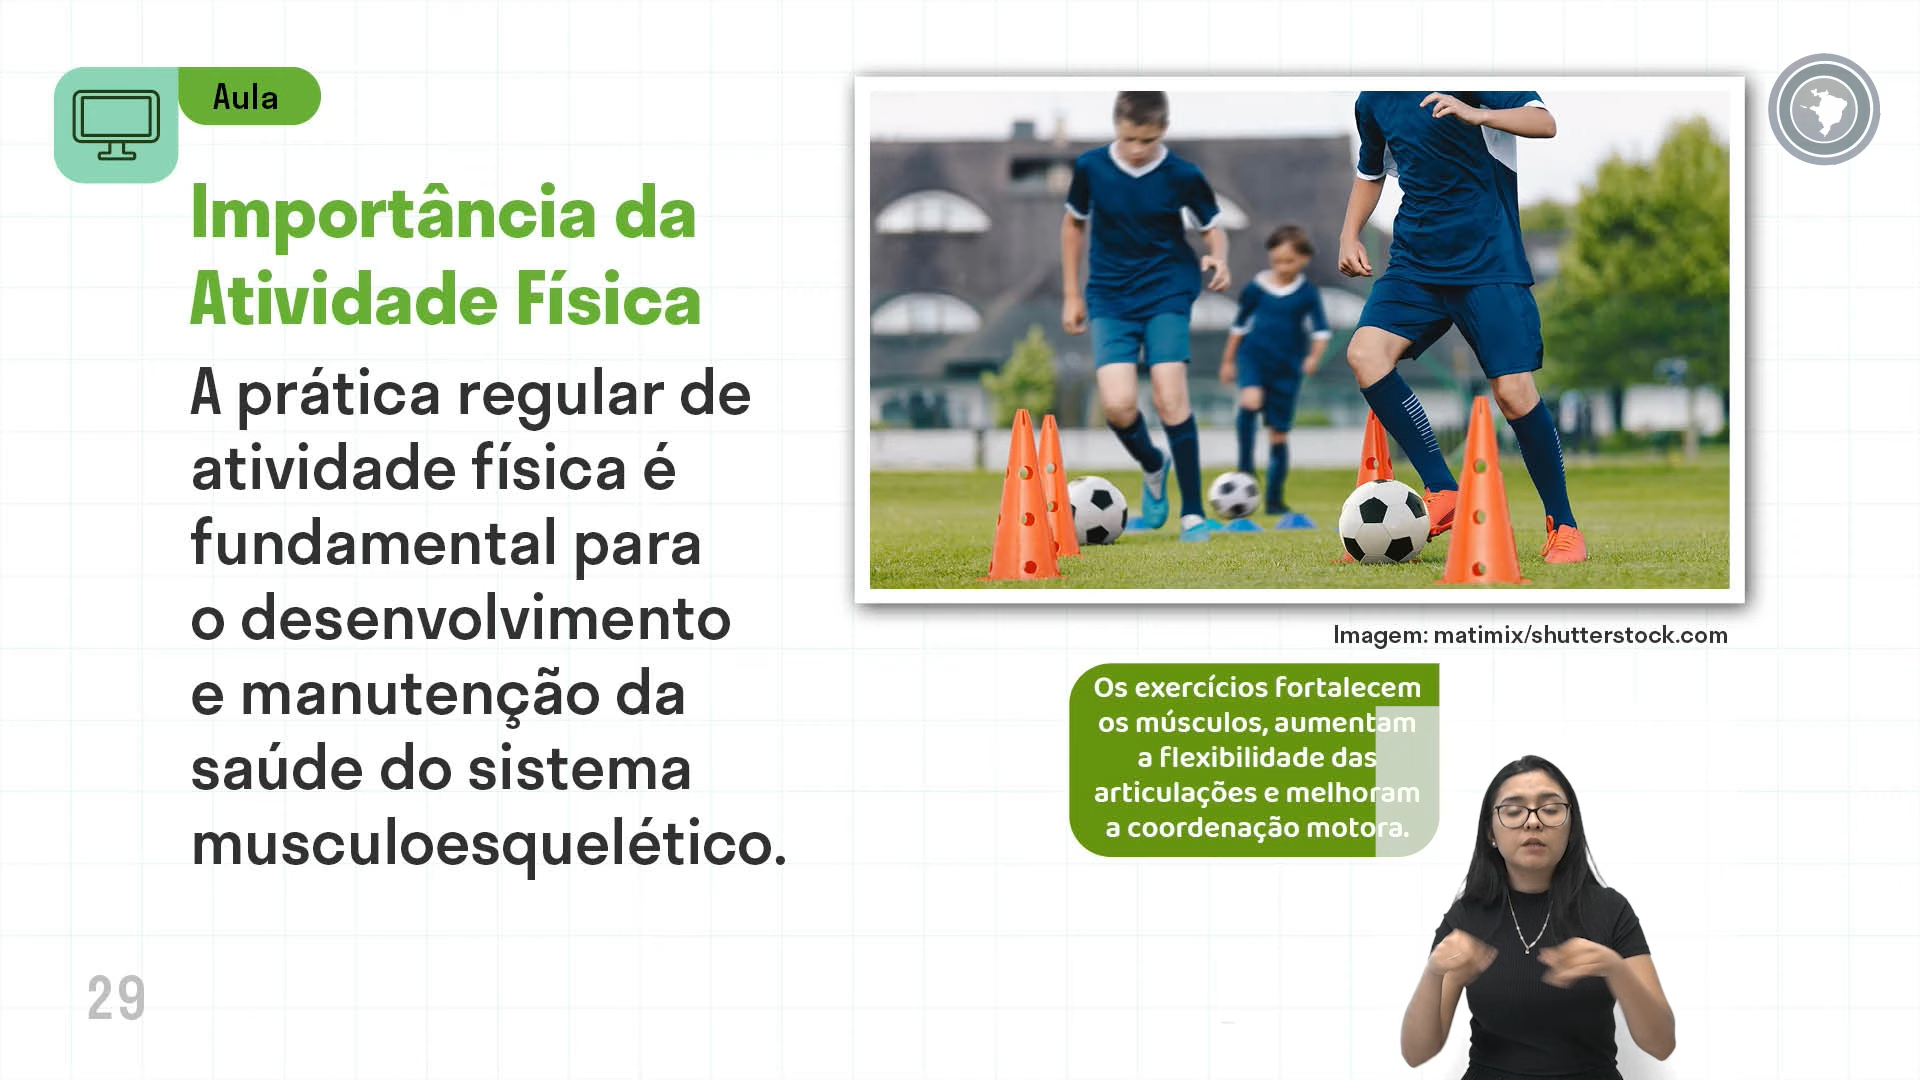 Aula
Importância da
Atividade Física
A prática regular de
atividade física é
fundamental para
o desenvolvimento
e manutenção da
saúde do sistema
musculoesquelético.
Imagem: matimix/shutterstock.com
Os exercícios fortalecem
os músculos, aumentam
a flexibilidade das
articulações e melhoram
a coordenação motora.
29